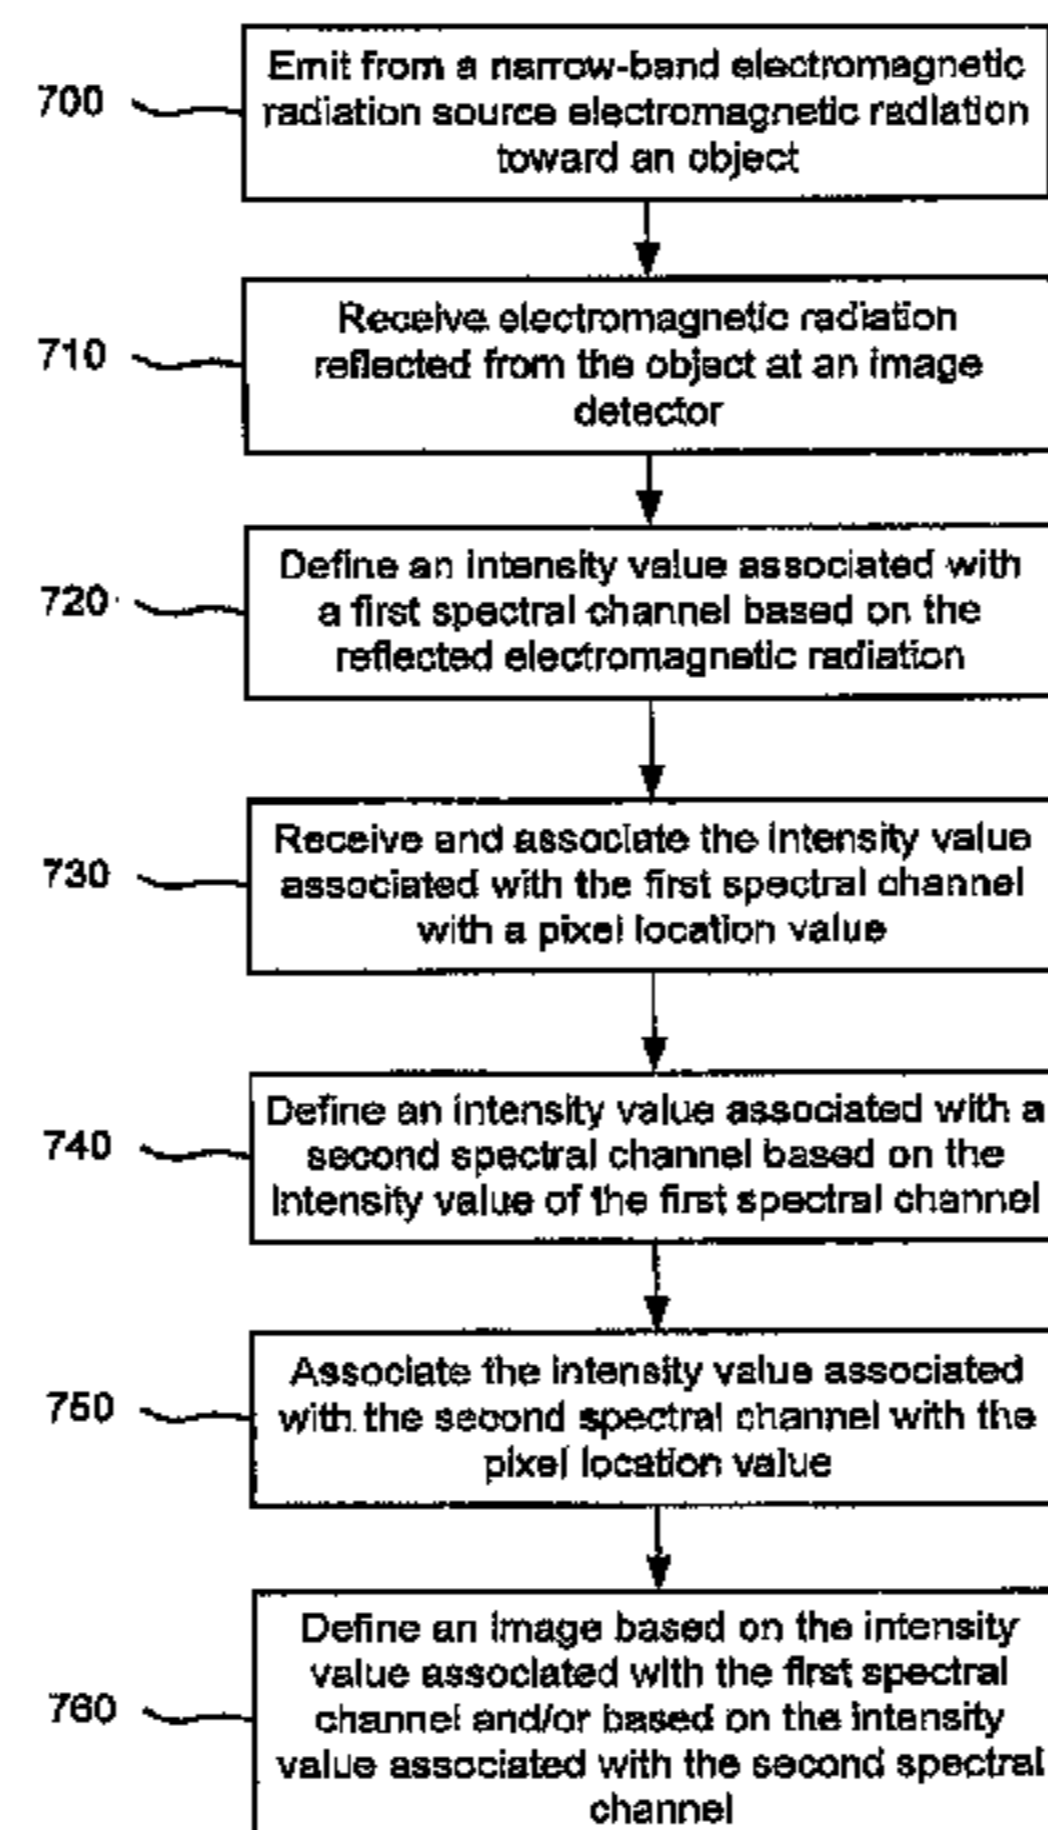 700
Emit from a narrow-band electromagnetic
radiation source electromagnetic radiation
toward an object
710
Receive electromagnetic radiation
reflected from the object at an image
detector
720
Define an intensity value associated with
a first spectral channel based on the
reflected electromagnetic radiation
730
Receive and associate the intensity value
associated with the first spectral channel
with a pixel location value
740
Define an intensity value associated with a
second spectral channel based on the
intensity value of the first spectral channel
750
Associate the intensity value associated
with the second spectral channel with the
pixel location value
760
Define an image based on the intensity
value associated with the first spectral
channel and/or based on the intensity
value associated with the second spectral
channel